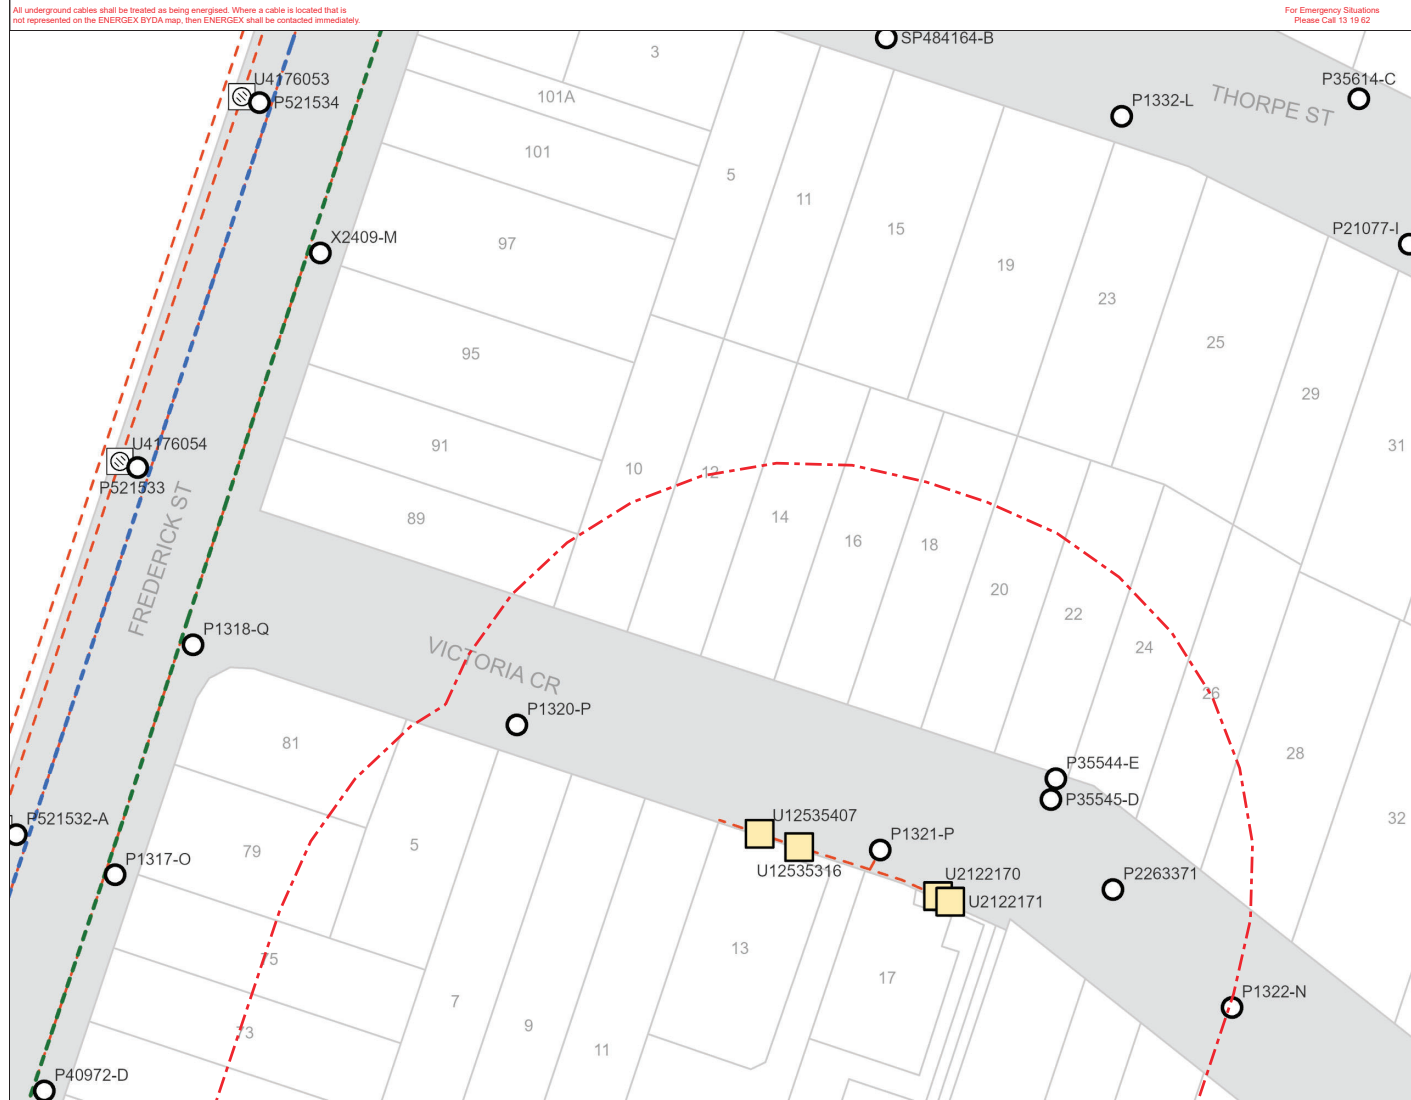 All underground cables shall be treated as being energised. Where a cable is located that is
not represented on the ENERGEX BYDA map, then ENERGEX shall be contacted immediately.
For Emergency Situations
Please Call 13 19 62
SP484164-B
3
P35614-C
U4176053
101A
P521534
P1332-L
THORPE ST
101
5
11
P21077-I
15
X2409-M
97
19
23
25
95
29
U4176054
91
31
10
12
P521533
89
14
16
18
FREDERICK ST
20
22
P1318-Q
24
VICTORIA CR
26
P1320-P
81
28
P35544-E
P35545-D
P521532-A
U12535407
32
P1321-P
5
79
P1317-O
U12535316
U2122170
P2263371
U2122171
13
75
17
P1322-N
7
9
73
11
P40972-D